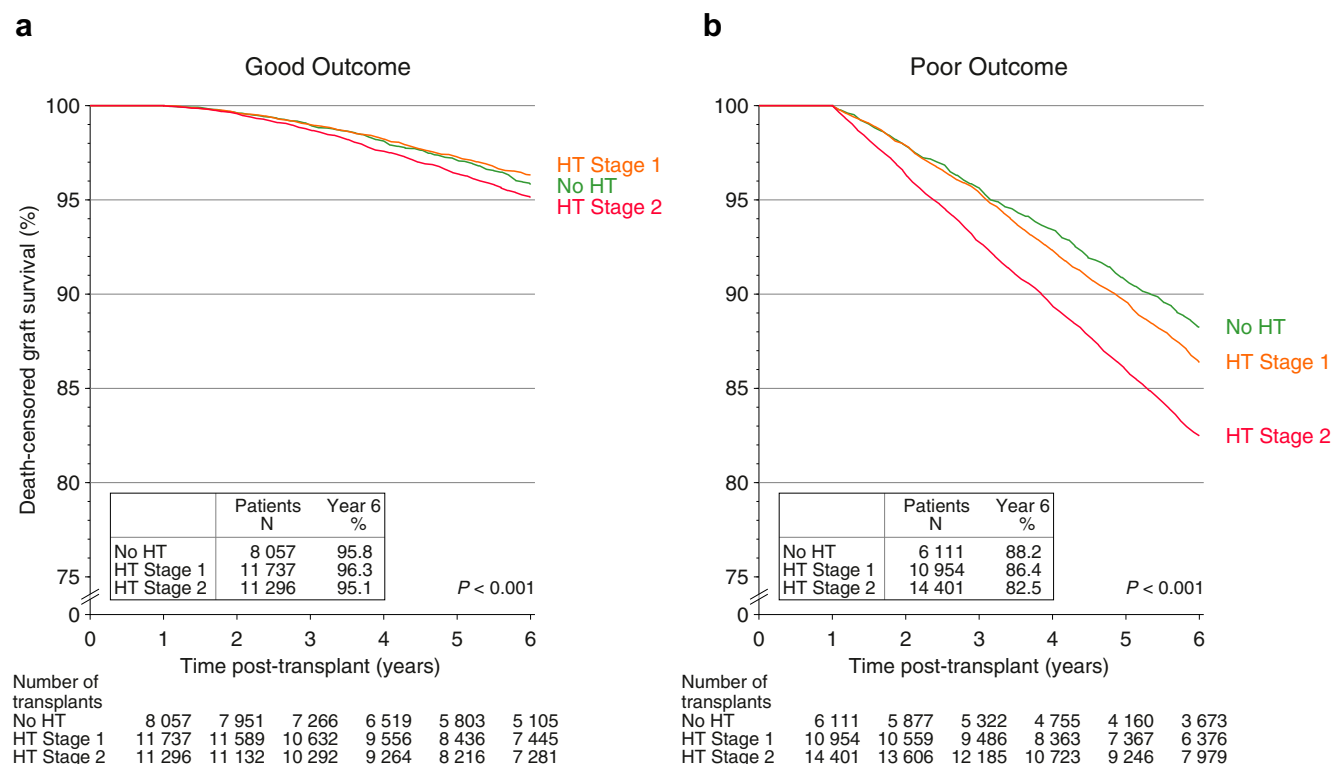 a
Good Outcome
Death-censored graft survival (%)
100
95
90
85
80
75
0
HT Stage 1
No HT
HT Stage 2
Patients Year 6
N %
No HT 8 057 95.8
HT Stage 1 11 737 96.3
HT Stage 2 11 296 95.1
P < 0.001
0 1 2 3 4 5 6
Time post-transplant (years)
Number of
transplants
No HT 8 057 7 951 7 266 6 519 5 803 5 105
HT Stage 1 11 737 11 589 10 632 9 556 8 436 7 445
HT Stage 2 11 296 11 132 10 292 9 264 8 216 7 281
b
Poor Outcome
100
95
90
85
80
75
0
No HT
HT Stage 1
HT Stage 2
Patients Year 6
N %
No HT 6 111 88.2
HT Stage 1 10 954 86.4
HT Stage 2 14 401 82.5
P < 0.001
0 1 2 3 4 5 6
Time post-transplant (years)
Number of
transplants
No HT 6 111 5 877 5 322 4 755 4 160 3 673
HT Stage 1 10 954 10 559 9 486 8 363 7 367 6 376
HT Stage 2 14 401 13 606 12 185 10 723 9 246 7 979